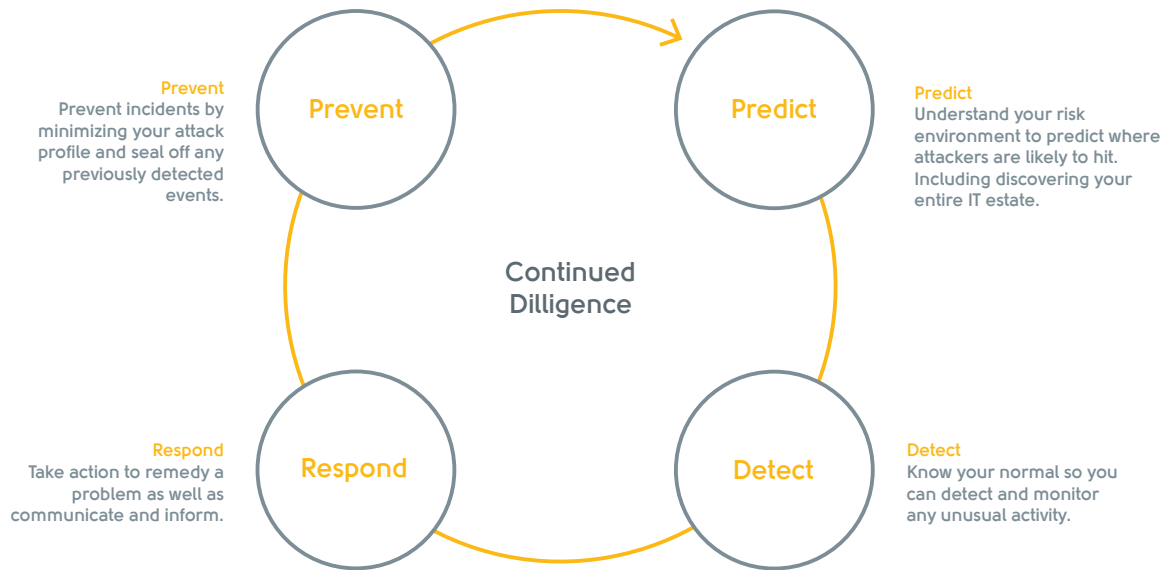 Prevent
Prevent incidents by
minimizing your attack
profile and seal off any
previously detected
events.
Prevent
Predict
Predict
Understand your risk
environment to predict where
attackers are likely to hit.
Including discovering your
entire IT estate.
Continued
Dilligence
Respond
Take action to remedy a
problem as well as
communicate and inform.
Respond
Detect
Detect
Know your normal so you
can detect and monitor
any unusual activity.